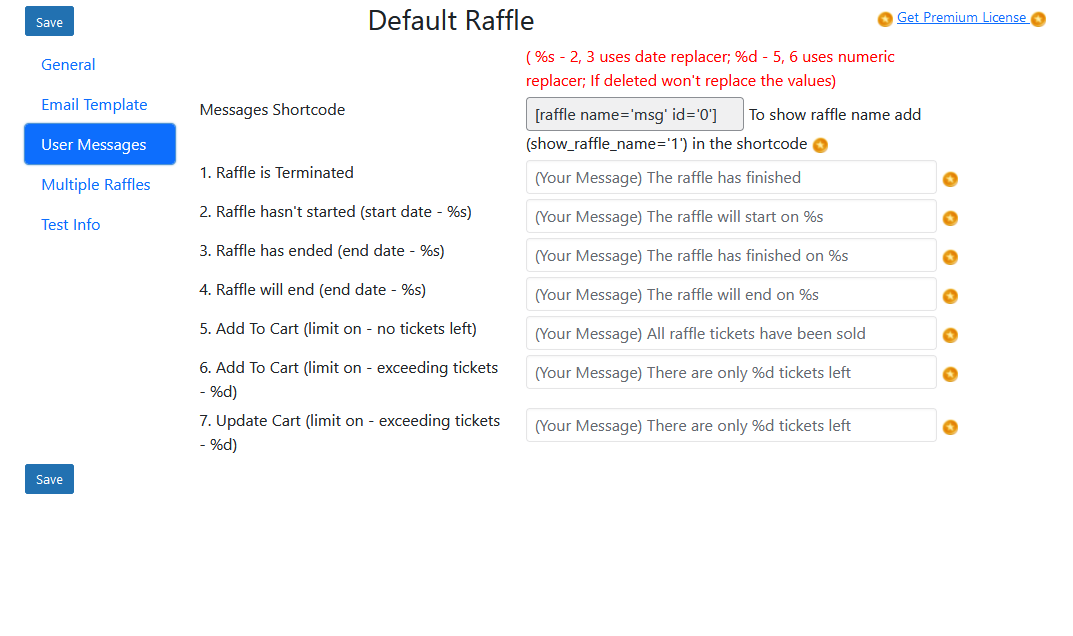 Save
Default Raffle
Get Premium License
General
Email Template
User Messages
Multiple Raffles
Test Info
( %s - 2, 3 uses date replacer; %d - 5, 6 uses numeric
replacer; If deleted won't replace the values)
Messages Shortcode
[raffle name='msg' id='0'] To show raffle name add
(show_raffle_name='1') in the shortcode
1. Raffle is Terminated
(Your Message) The raffle has finished
2. Raffle hasn't started (start date - %s)
(Your Message) The raffle will start on %s
3. Raffle has ended (end date - %s)
(Your Message) The raffle has finished on %s
4. Raffle will end (end date - %s)
(Your Message) The raffle will end on %s
5. Add To Cart (limit on - no tickets left)
(Your Message) All raffle tickets have been sold
6. Add To Cart (limit on - exceeding tickets
- %d)
(Your Message) There are only %d tickets left
7. Update Cart (limit on - exceeding tickets
- %d)
(Your Message) There are only %d tickets left
Save